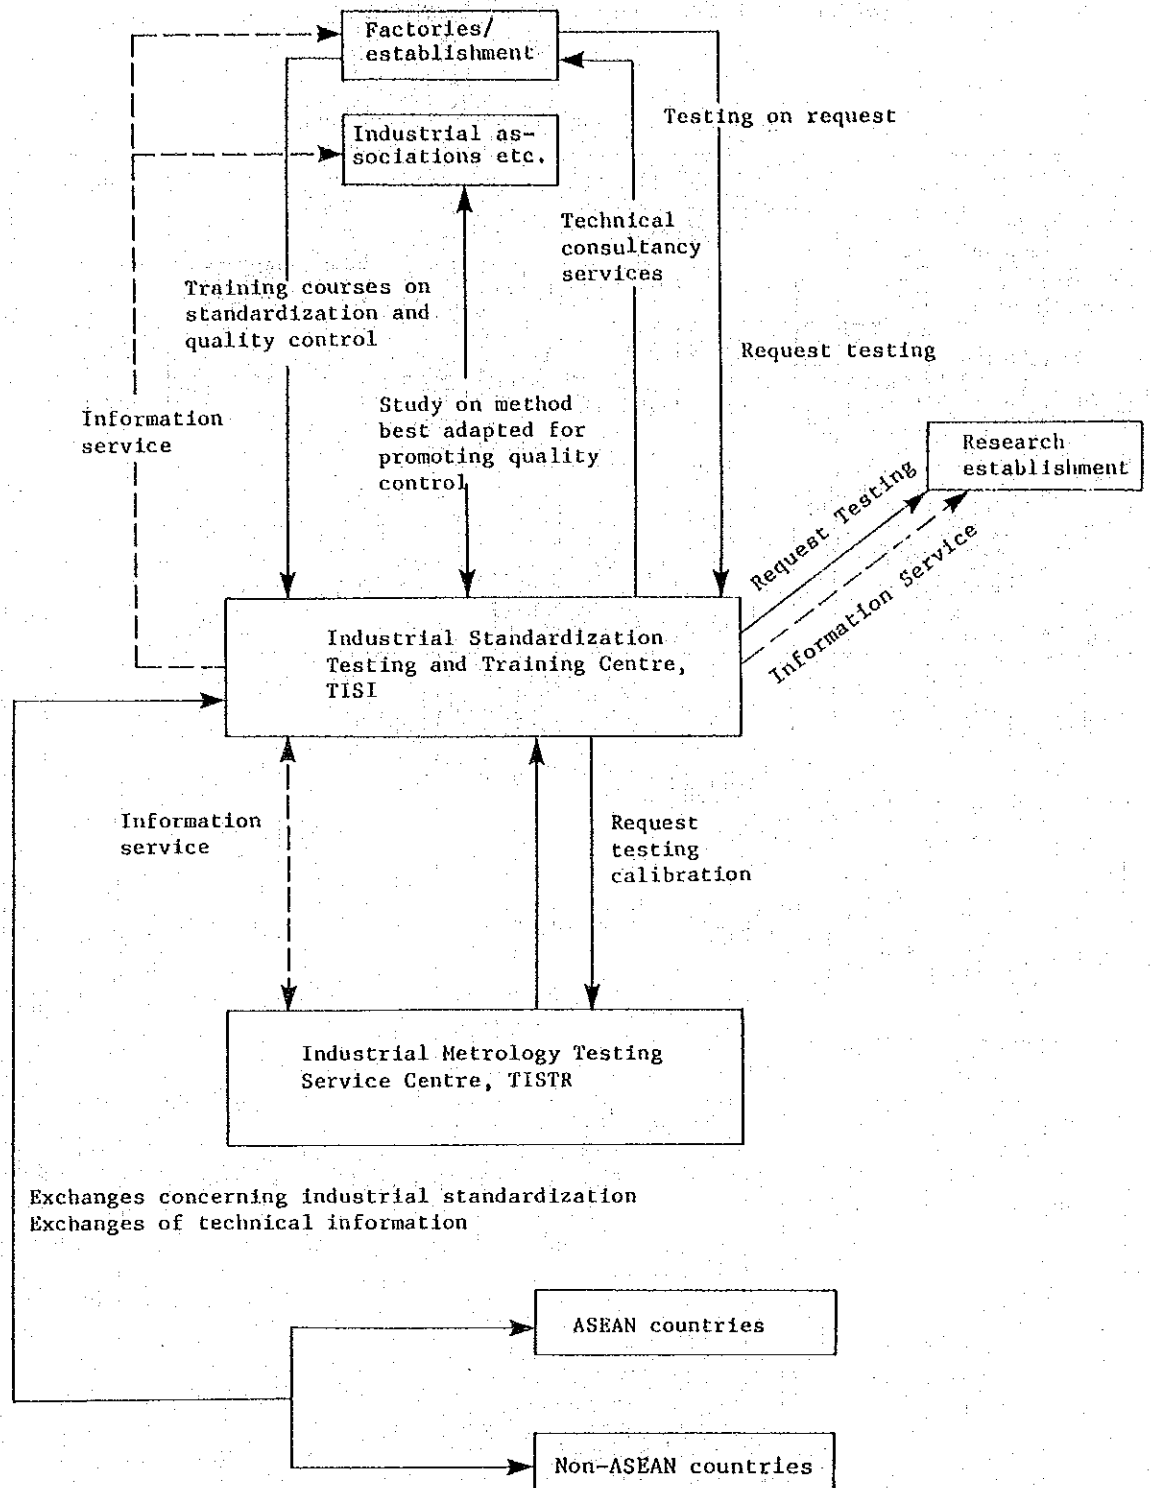 Factories/
establishment
Testing on request
Industrial as-
sociations etc.
Technical
consultancy
services
Training courses on
standardization and
quality control
Request testing
Information
service
Study on method
best adapted for
promoting quality
control
Research
establishment
Request Testing
Information Service
Industrial Standardization
Testing and Training Centre,
TISI
Information
service
Request
testing
calibration
Industrial Metrology Testing
Service Centre, TISTR
Exchanges concerning industrial standardization
Exchanges of technical information
ASEAN countries
Non-ASEAN countries